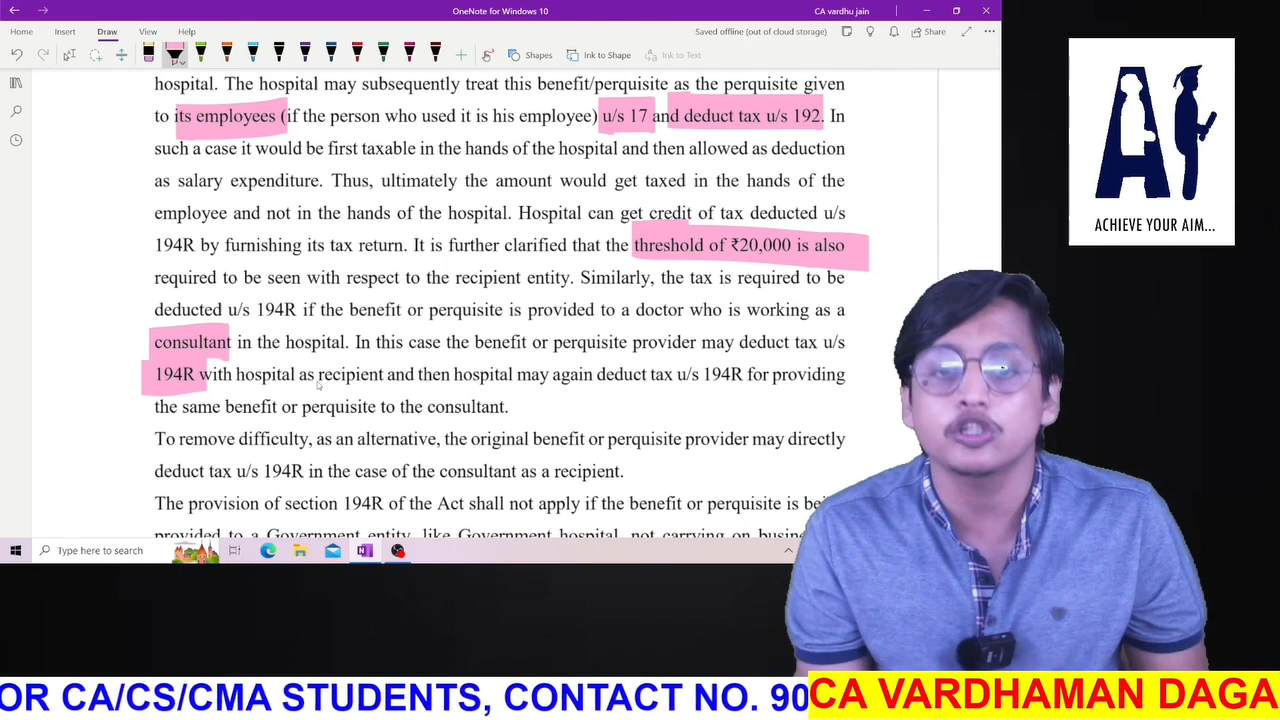 OneNote for Windows 10
CA vardhu jain
Home Insert Draw View Help
Saved offline (out of cloud storage)
Share
Shapes Ink to Shape Ink to Text
hospital. The hospital may subsequently treat this benefit/perquisite as the perquisite given
to its employees (if the person who used it is his employee) u/s 17 and deduct tax u/s 192. In
such a case it would be first taxable in the hands of the hospital and then allowed as deduction
as salary expenditure. Thus, ultimately the amount would get taxed in the hands of the
employee and not in the hands of the hospital. Hospital can get credit of tax deducted u/s
194R by furnishing its tax return. It is further clarified that the threshold of ₹20,000 is also
required to be seen with respect to the recipient entity. Similarly, the tax is required to be
deducted u/s 194R if the benefit or perquisite is provided to a doctor who is working as a
consultant in the hospital. In this case the benefit or perquisite provider may deduct tax u/s
194R with hospital as recipient and then hospital may again deduct tax u/s 194R for providing
the same benefit or perquisite to the consultant.
To remove difficulty, as an alternative, the original benefit or perquisite provider may directly
deduct tax u/s 194R in the case of the consultant as a recipient.
The provision of section 194R of the Act shall not apply if the benefit or perquisite is
provided to a Government entity, like Government hospital, not carrying on
Type here to search
ACHIEVE YOUR AIM...
OR CA/CS/CMA STUDENTS, CONTACT NO. 90
CA VARDHAMAN DAGA